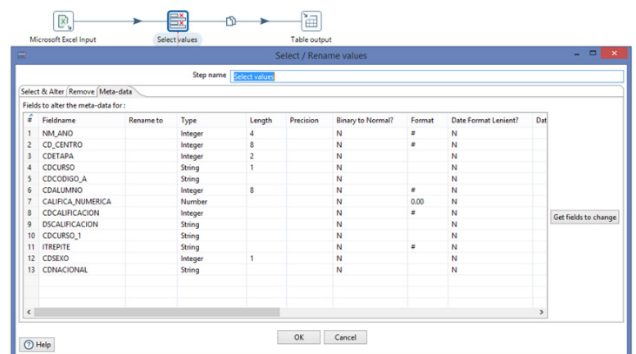 Microsoft Excel Input Select values Table output
Select / Rename values
Step name Select values
Select & Alter Remove Meta-data
Fields to alter the meta-data for :
# Fieldname Rename to Type Length Precision Binary to Normal? Format Date Format Lenient? Dat
1 NM_ANO Integer 4 N # N
2 CD_CENTRO Integer 8 N # N
3 CDETAPA Integer 2 N N
4 CDCURSO String 1 N N
5 CDCODIGO_A String N N
6 CDALUMNO Integer 8 N # N
7 CALIFICA_NUMERICA Number N 0.00 N
8 CDCALIFICACION Integer N # N
9 DSCALIFICACION String N N
10 CDCURSO_1 String N N
11 ITREPITE String N # N
12 CDSEXO Integer 1 N N
13 CDNACIONAL String N N
Get fields to change
OK Cancel
Help